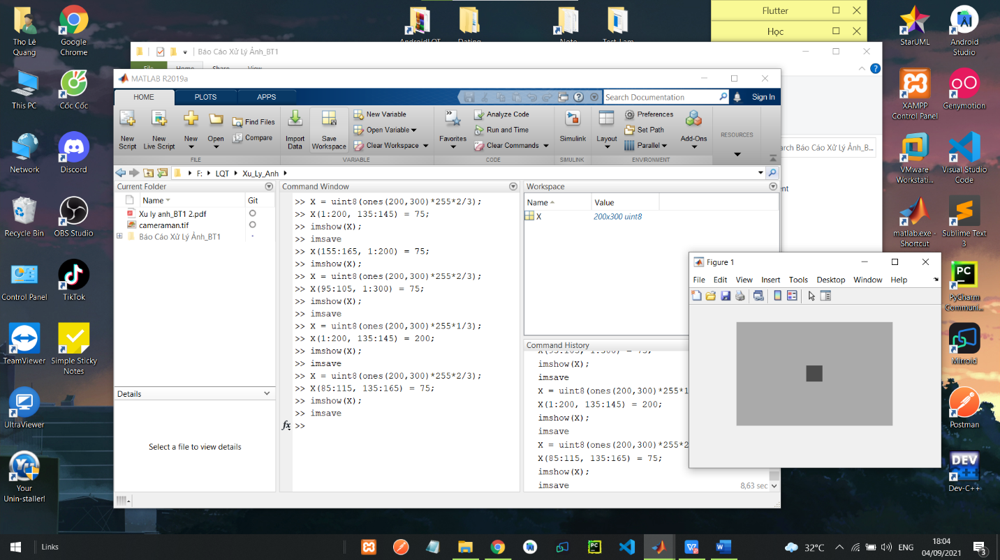 Tho Lê
Quang
Google
Chrome
This PC
Cốc Cốc
Network
Discord
Recycle Bin
OBS Studio
Control Panel
TikTok
TeamViewer
Simple Sticky
Notes
UltraViewer
Your
Unin-staller!
AndroidLQT
Dating
Note
Test-Lam
Flutter
Học
StarUML
Android
Studio
XAMPP
Control Panel
Genymotion
VMware
Workstati...
Visual Studio
Code
matlab.exe -
Shortcut
Sublime Text
3
PC
PyCharm
Communi...
Mirroid
Postman
DEV
C++
Dev-C++
Báo Cáo Xử Lý Ảnh_BT1
File
Home
Share
View
arch Báo Cáo Xử Lý Ảnh_B...
MATLAB R2019a
HOME
PLOTS
APPS
Search Documentation
Sign In
New
Script
New
Live Script
New
Open
Find Files
Compare
FILE
Import
Data
Save
Workspace
New Variable
Open Variable
Clear Workspace
VARIABLE
Favorites
Analyze Code
Run and Time
Clear Commands
CODE
Simulink
SIMULINK
Layout
Preferences
Set Path
Parallel
Add-Ons
ENVIRONMENT
RESOURCES
F: LQT Xu_Ly_Anh
Current Folder
Name
Git
Xu ly anh_BT1 2.pdf
cameraman.tif
Báo Cáo Xử Lý Ảnh_BT1
Details
Select a file to view details
Command Window
>> X = uint8(ones(200,300)*255*2/3);
>> X(1:200, 135:145) = 75;
>> imshow(X);
>> imsave
>> X(155:165, 1:200) = 75;
>> imshow(X);
>> X = uint8(ones(200,300)*255*2/3);
>> X(95:105, 1:300) = 75;
>> imshow(X);
>> imsave
>> X = uint8(ones(200,300)*255*1/3);
>> X(1:200, 135:145) = 200;
>> imshow(X);
>> imsave
>> X = uint8(ones(200,300)*255*2/3);
>> X(85:115, 135:165) = 75;
>> imshow(X);
>> imsave
fx >>
Workspace
Name
Value
X
200x300 uint8
Command History
X(95:105, 1:300) = 75;
imshow(X);
imsave
X = uint8(ones(200,300)*255*1
X(1:200, 135:145) = 200;
imshow(X);
imsave
X = uint8(ones(200,300)*255*2
X(85:115, 135:165) = 75;
imshow(X);
imsave
8,63 sec
Figure 1
File
Edit
View
Insert
Tools
Desktop
Window
Help
Links
32°C
ENG
18:04
04/09/2021
3